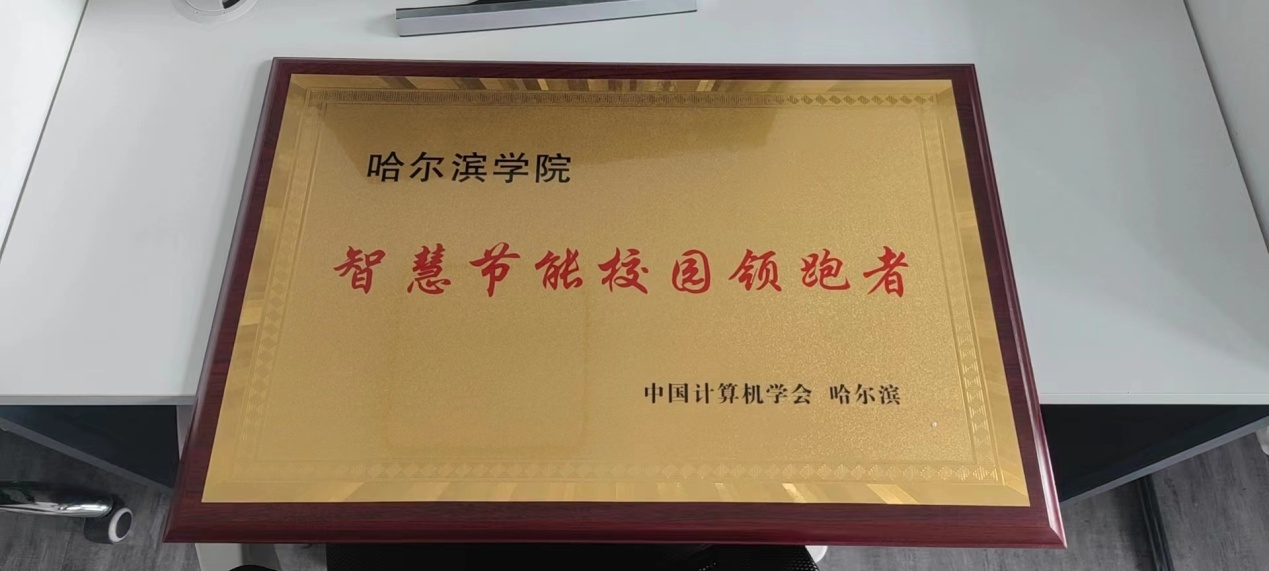 哈尔滨学院
智慧节能校园领跑者
中国计算机学会 哈尔滨